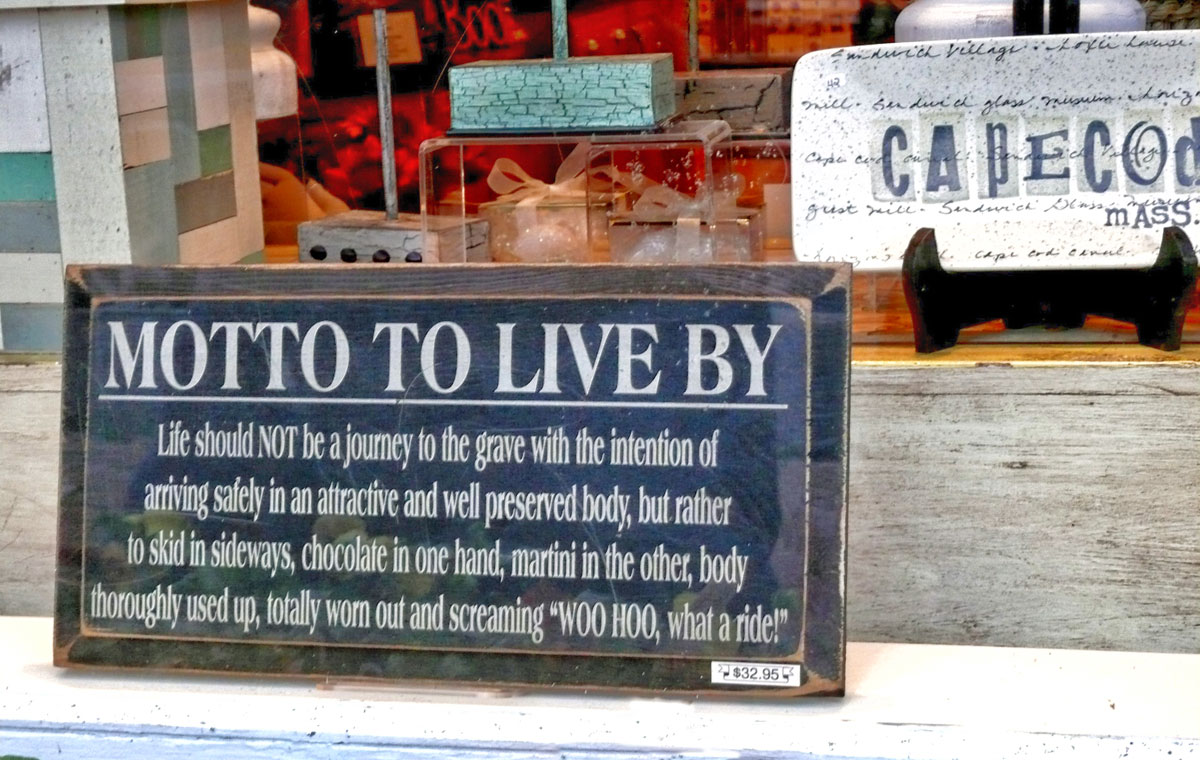 BOO
Sandwich Village
42
CAPECOd
mASS
Cape cod canal.
MOTTO TO LIVE BY
Life should NOT be a journey to the grave with the intention of
arriving safely in an attractive and well preserved body, but rather
to skid in sideways, chocolate in one hand, martini in the other, body
thoroughly used up, totally worn out and screaming “WOO HOO, what a ride!”
$32.95